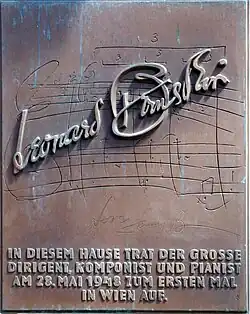 Leonard Bernstein
IN DIESEM HAUSE TRAT DER GROSSE
DIRIGENT, KOMPONIST UND PIANIST
AM 28. MAI 1948 ZUM ERSTEN MAL
IN WIEN AUF.